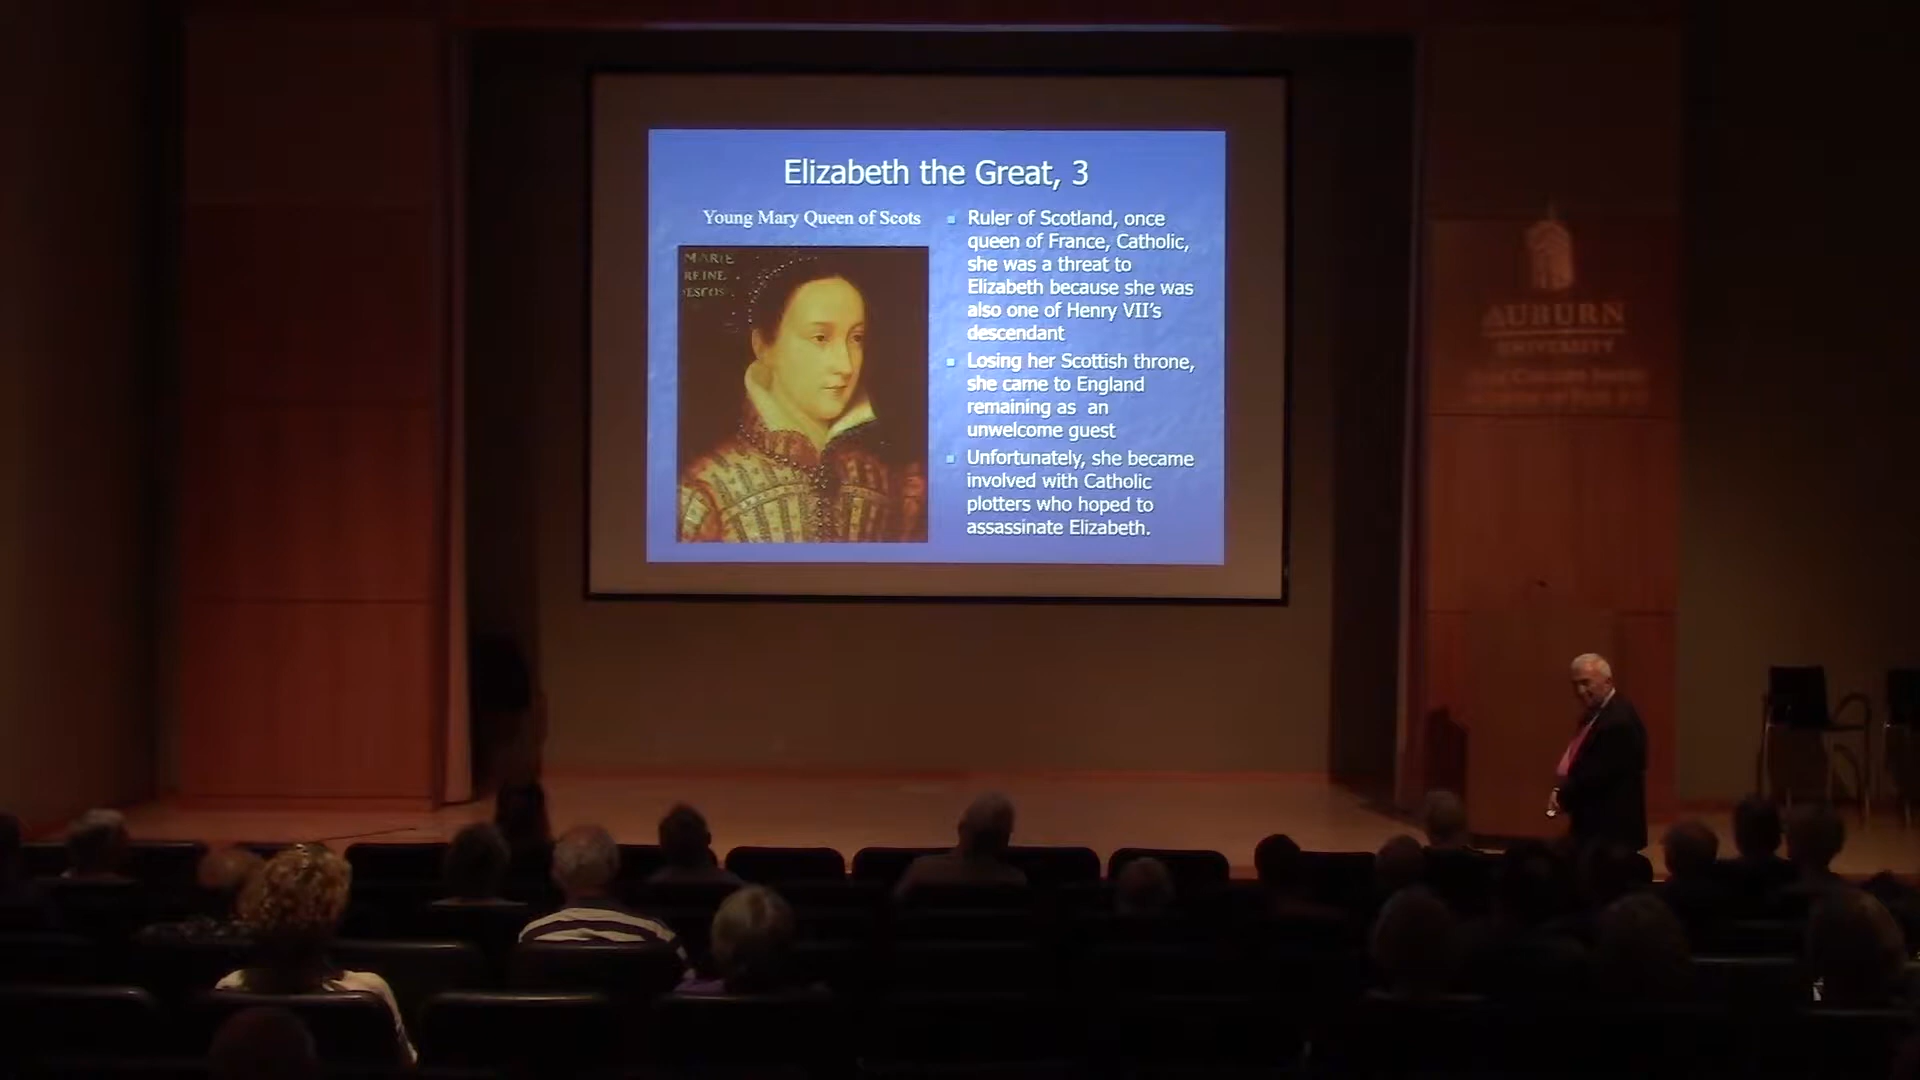 Elizabeth the Great, 3
Young Mary Queen of Scots
MARIE
REINE
Ruler of Scotland, once
queen of France, Catholic,
she was a threat to
Elizabeth because she was
also one of Henry VII's
descendant
Losing her Scottish throne,
she came to England
remaining as an
unwelcome guest
Unfortunately, she became
involved with Catholic
plotters who hoped to
assassinate Elizabeth.
AUBURN
UNIVERSITY